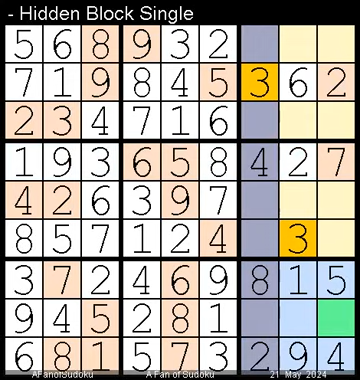 - Hidden Block Single
5 6 8 9 3 2
7 1 9 8 4 5 3 6 2
2 3 4 7 1 6
1 9 3 6 5 8 4 2 7
4 2 6 3 9 7
8 5 7 1 2 4 3
3 7 2 4 6 9 8 1 5
9 4 5 2 8 1
6 8 1 5 7 3 2 9 4
AFanofSudoku A Fan of Sudoku 21 May 2024